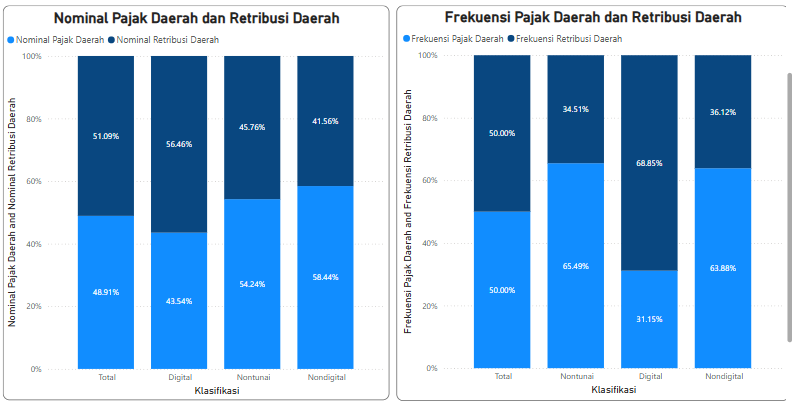 Nominal Pajak Daerah dan Retribusi Daerah
Nominal Pajak Daerah Nominal Retribusi Daerah
Nominal Pajak Daerah and Nominal Retribusi Daerah
100%
80%
60%
40%
20%
0%
51.09% 56.46% 45.76% 41.56%
48.91% 43.54% 54.24% 58.44%
Total Digital Nontunai Nondigital
Klasifikasi
Frekuensi Pajak Daerah dan Retribusi Daerah
Frekuensi Pajak Daerah Frekuensi Retribusi Daerah
Frekuensi Pajak Daerah and Frekuensi Retribusi Daerah
100%
80%
60%
40%
20%
0%
50.00% 34.51% 68.85% 36.12%
50.00% 65.49% 31.15% 63.88%
Total Nontunai Digital Nondigital
Klasifikasi